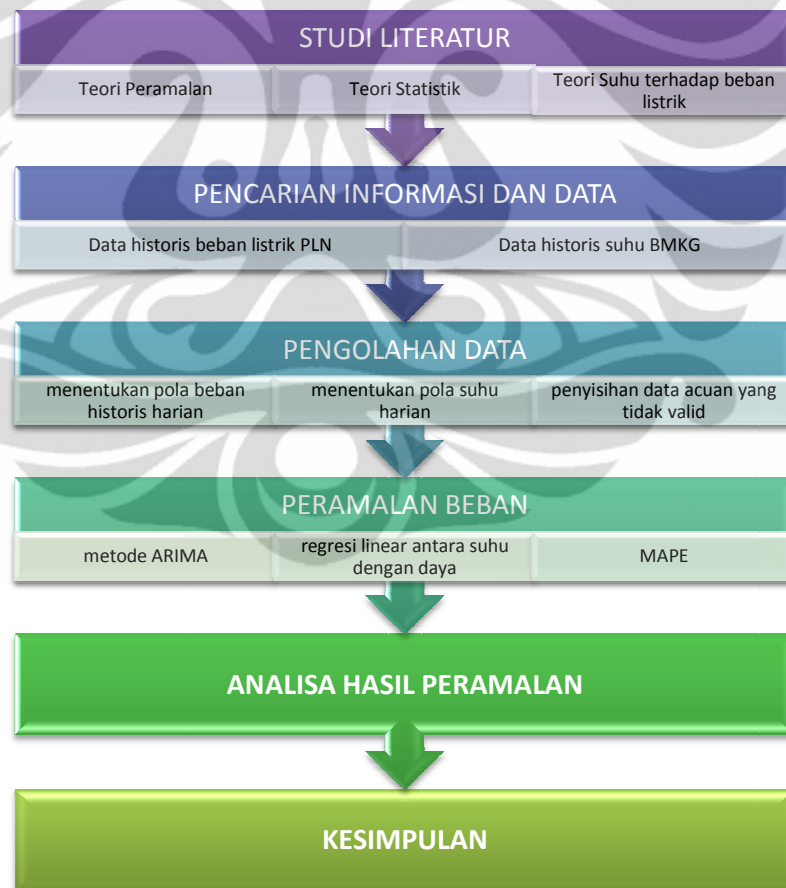 STUDI LITERATUR
Teori Peramalan
Teori Statistik
Teori Suhu terhadap beban
listrik
PENCARIAN INFORMASI DAN DATA
Data historis beban listrik PLN
Data historis suhu BMKG
PENGOLAHAN DATA
menentukan pola beban
historis harian
menentukan pola suhu
harian
penyisihan data acuan yang
tidak valid
PERAMALAN BEBAN
metode ARIMA
regresi linear antara suhu
dengan daya
MAPE
ANALISA HASIL PERAMALAN
KESIMPULAN